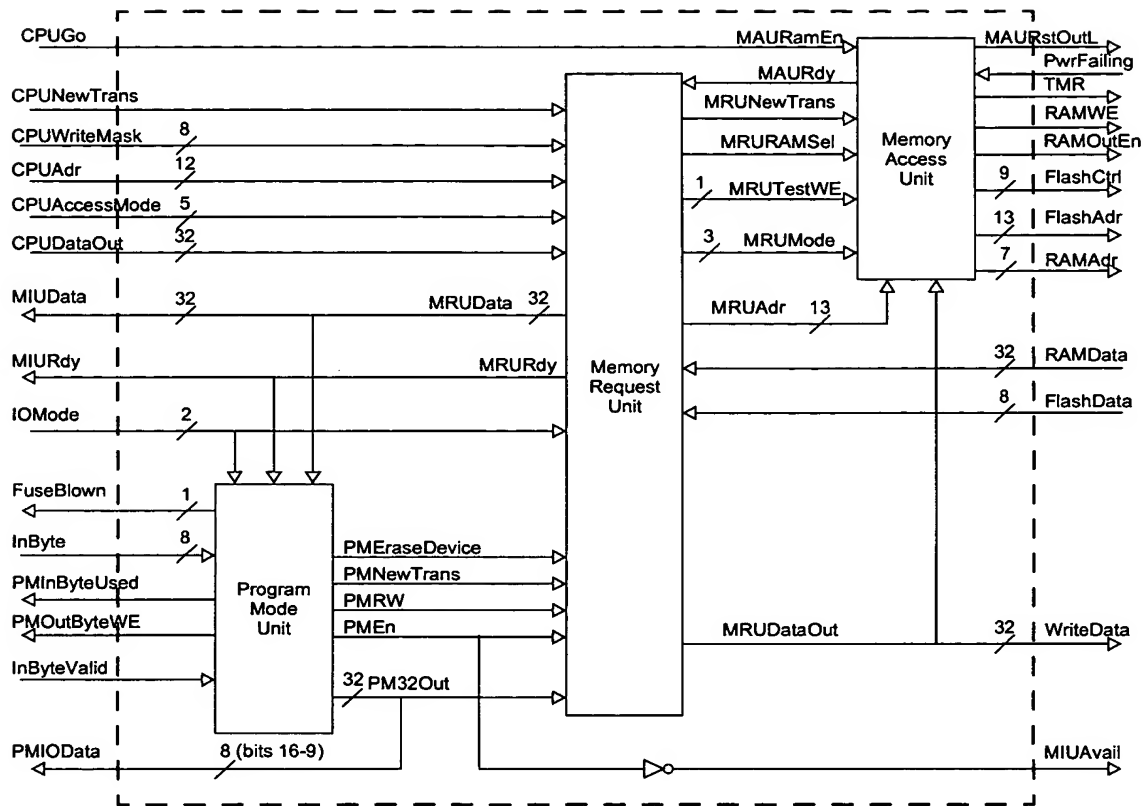 CPUGo
MAURamEn
MAURstOutL
MAURdy
PwrFailing
CPUNewTrans
MRUNewTrans
TMR
CPUWriteMask
8
RAMWE
MRURAMSel
Memory
Access
Unit
RAMOutEn
CPUAdr
12
1
MRUTestWE
9
FlashCtrl
CPUAccessMode
5
13
FlashAdr
CPUDataOut
32
3
MRUMode
7
RAMAdr
MIUData
32
MRUData
32
MRUAdr
13
MIURdy
MRURdy
Memory
Request
Unit
32
RAMData
IOMode
2
8
FlashData
FuseBlown
1
InByte
8
PMEraseDevice
PMInByteUsed
Program
Mode
Unit
PMNewTrans
PMRW
PMOutByteWE
PMEn
MRUDataOut
32
WriteData
InByteValid
32
PM32Out
PMIOData
8 (bits 16-9)
MIUAvail